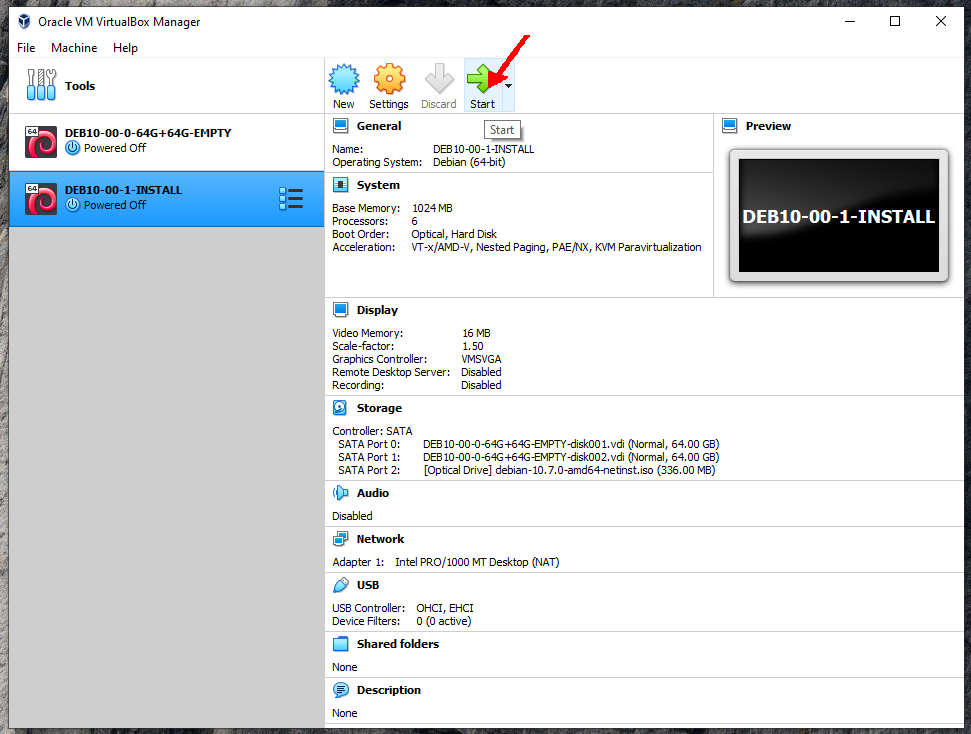 Oracle VM VirtualBox Manager
File Machine Help
Tools
New Settings Discard Start
Start
64 DEB10-00-0-64G+64G-EMPTY
Powered Off
64 DEB10-00-1-INSTALL
Powered Off
General
Name: DEB10-00-1-INSTALL
Operating System: Debian (64-bit)
System
Base Memory: 1024 MB
Processors: 6
Boot Order: Optical, Hard Disk
Acceleration: VT-x/AMD-V, Nested Paging, PAE/NX, KVM Paravirtualization
Preview
DEB10-00-1-INSTALL
Display
Video Memory: 16 MB
Scale-factor: 1.50
Graphics Controller: VMSVGA
Remote Desktop Server: Disabled
Recording: Disabled
Storage
Controller: SATA
SATA Port 0: DEB10-00-0-64G+64G-EMPTY-disk001.vdi (Normal, 64.00 GB)
SATA Port 1: DEB10-00-0-64G+64G-EMPTY-disk002.vdi (Normal, 64.00 GB)
SATA Port 2: [Optical Drive] debian-10.7.0-amd64-netinst.iso (336.00 MB)
Audio
Disabled
Network
Adapter 1: Intel PRO/1000 MT Desktop (NAT)
USB
USB Controller: OHCI, EHCI
Device Filters: 0 (0 active)
Shared folders
None
Description
None